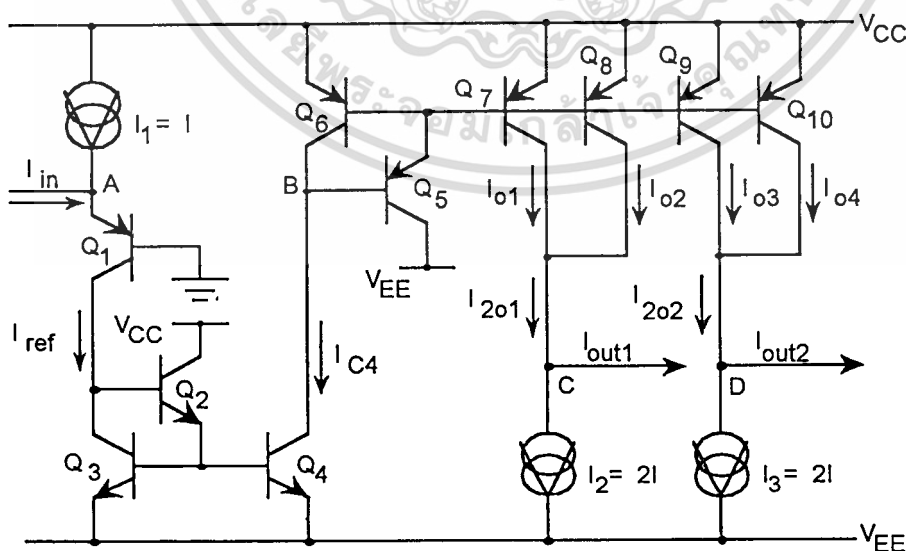 V_CC
Q_8
Q_9
Q_7
Q_6
Q_10
I_1 = I
I_in
A
B
Q_5
I_o1
I_o2
I_o3
I_o4
Q_1
V_EE
I_2o1
I_2o2
I_ref
V_CC
I_C4
I_out1
I_out2
Q_2
C
D
Q_3
Q_4
I_2 = 2I
I_3 = 2I
V_EE